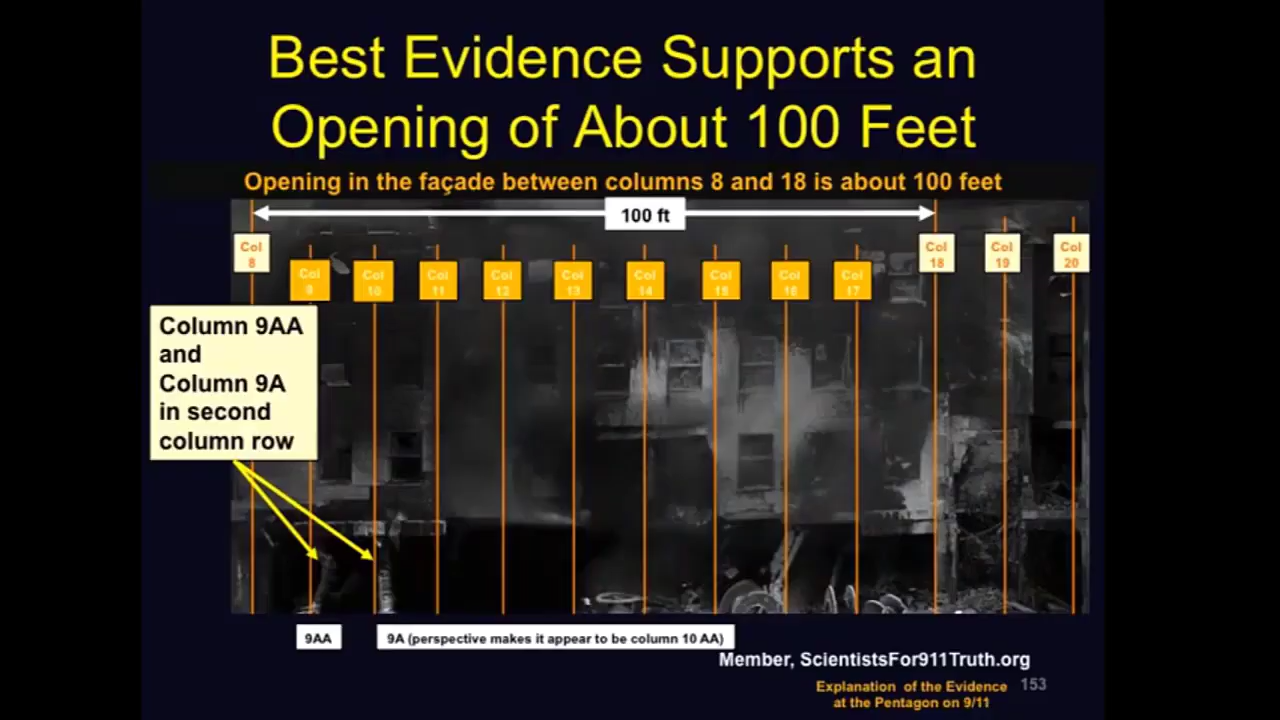 Best Evidence Supports an
Opening of About 100 Feet
Opening in the façade between columns 8 and 18 is about 100 feet
100 ft
Col
8
Col
9
Col
10
Col
11
Col
12
Col
13
Col
14
Col
15
Col
16
Col
17
Col
18
Col
19
Col
20
Column 9AA
and
Column 9A
in second
column row
9AA
9A (perspective makes it appear to be column 10 AA)
Member, ScientistsFor911Truth.org
Explanation of the Evidence
at the Pentagon on 9/11
153